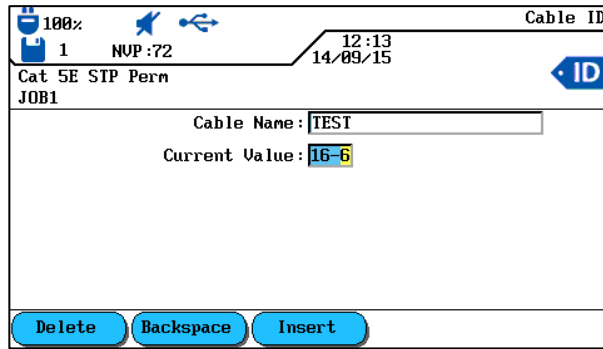 100% Cable ID
1 NVP:72 12:13
14/09/15
ID
Cat 5E STP Perm
JOB1
Cable Name: TEST
Current Value: 16-6
Delete Backspace Insert